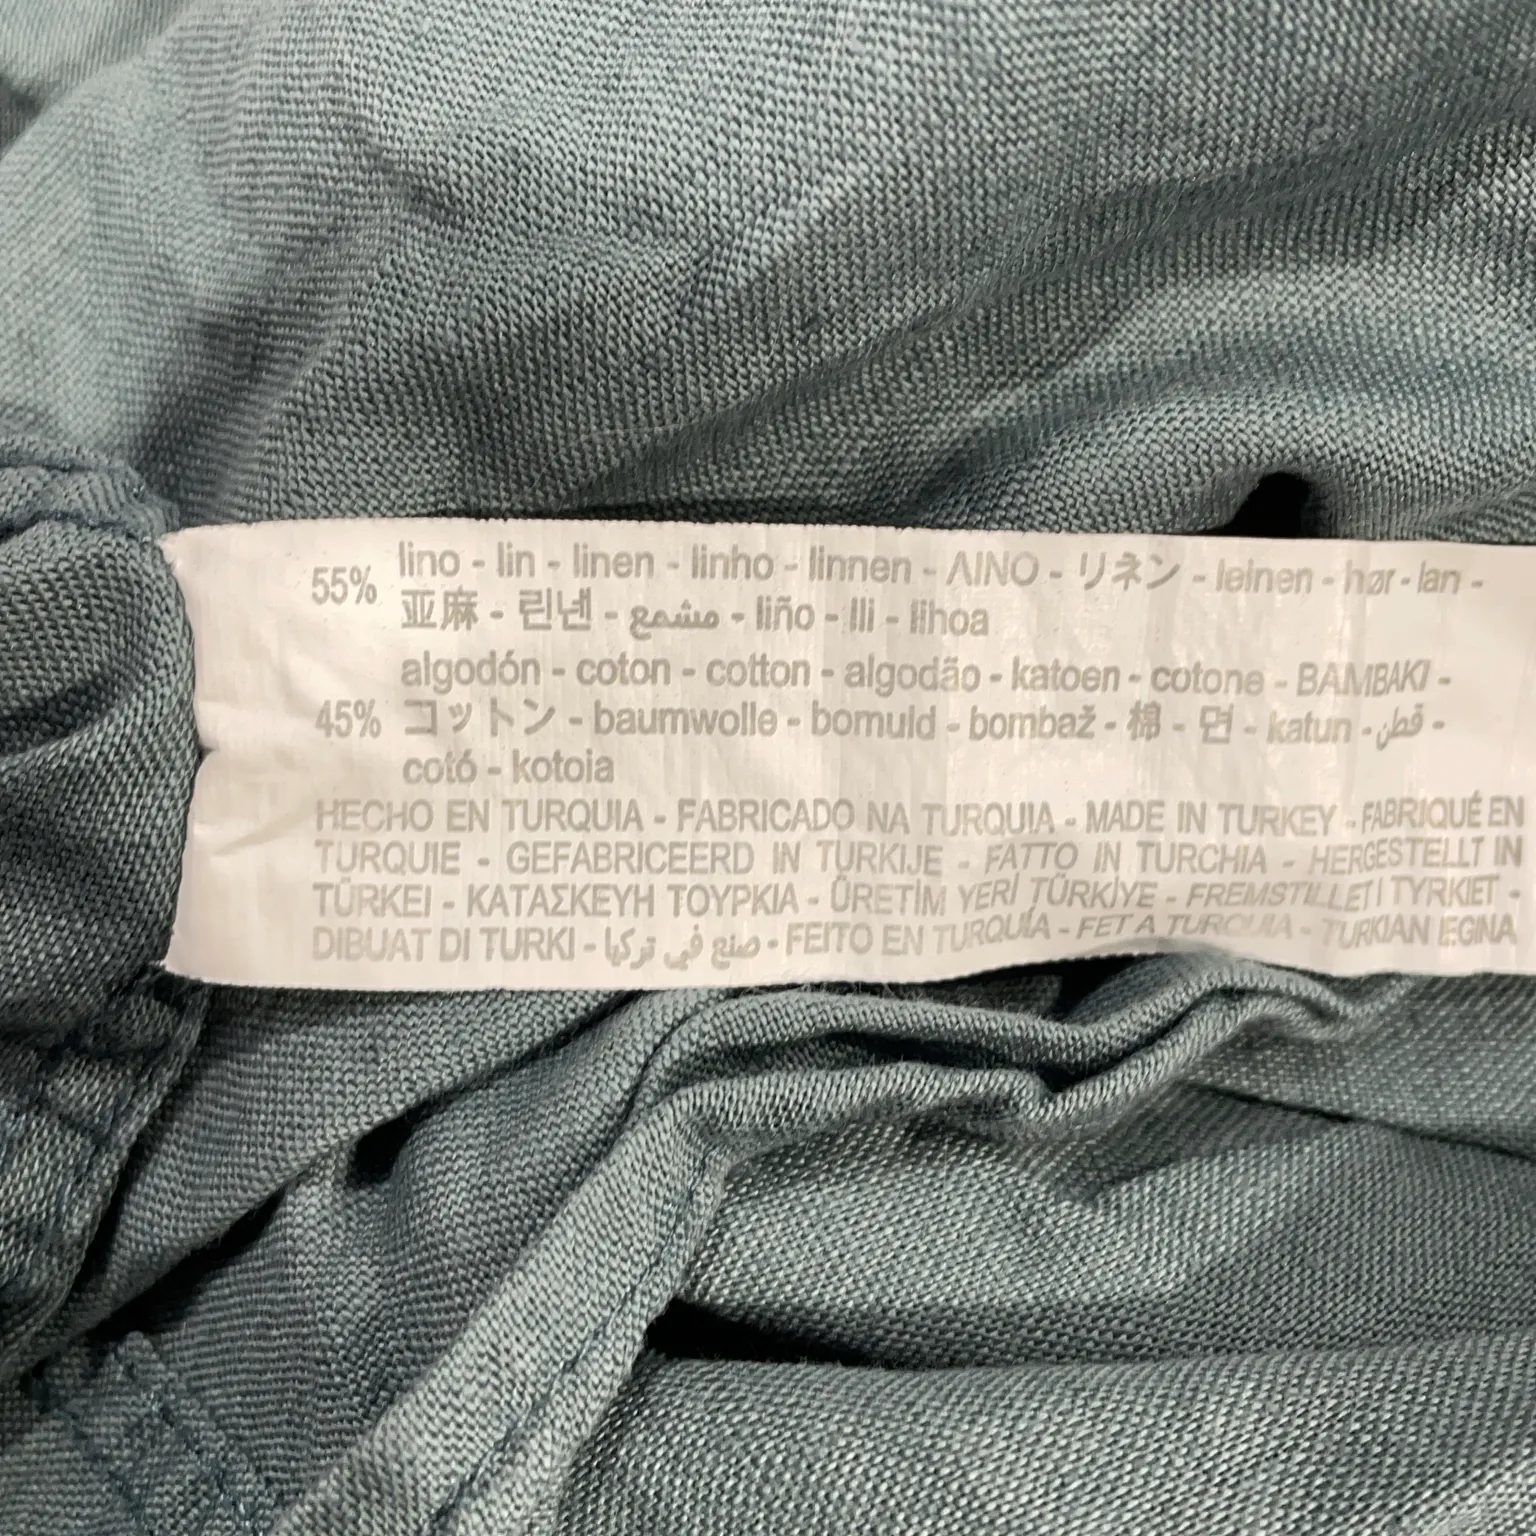 55% lino - lin - linen - linho - linnen - ΛΙΝΟ - リネン - leinen - hør - lan -
亚麻 - 린넨 - مشمع - liño - lli - lihoa
algodón - coton - cotton - algodão - katoen - cotone - BAMBAKI -
45% コットン - baumwolle - bomuld - bombaž - 棉 - 면 - katun - قطن -
cotó - kotoia
HECHO EN TURQUIA - FABRICADO NA TURQUIA - MADE IN TURKEY - FABRIQUÉ EN
TURQUIE - GEFABRICEERD IN TURKIJE - FATTO IN TURCHIA - HERGESTELLT IN
TÜRKEI - ΚΑΤΑΣΚΕΥΗ ΤΟΥΡΚΙΑ - ÜRETİM YERİ TÜRKİYE - FREMSTILLET I TYRKIET -
DIBUAT DI TURKI - صنع في تركيا - FEITO EN TURQUÍA - FET A TURQUIA - TURKIAN EGINA